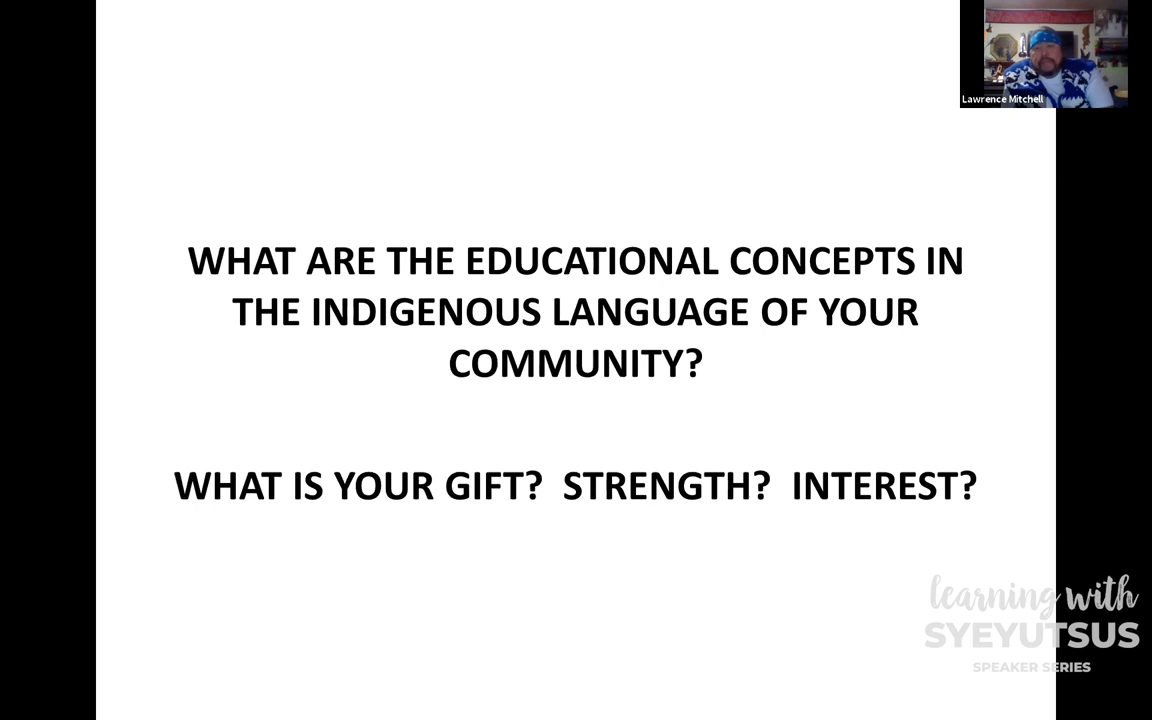 Lawrence Mitchell
WHAT ARE THE EDUCATIONAL CONCEPTS IN
THE INDIGENOUS LANGUAGE OF YOUR
COMMUNITY?
WHAT IS YOUR GIFT?  STRENGTH?  INTEREST?
learning with
SYEYUTSUS
SPEAKER SERIES